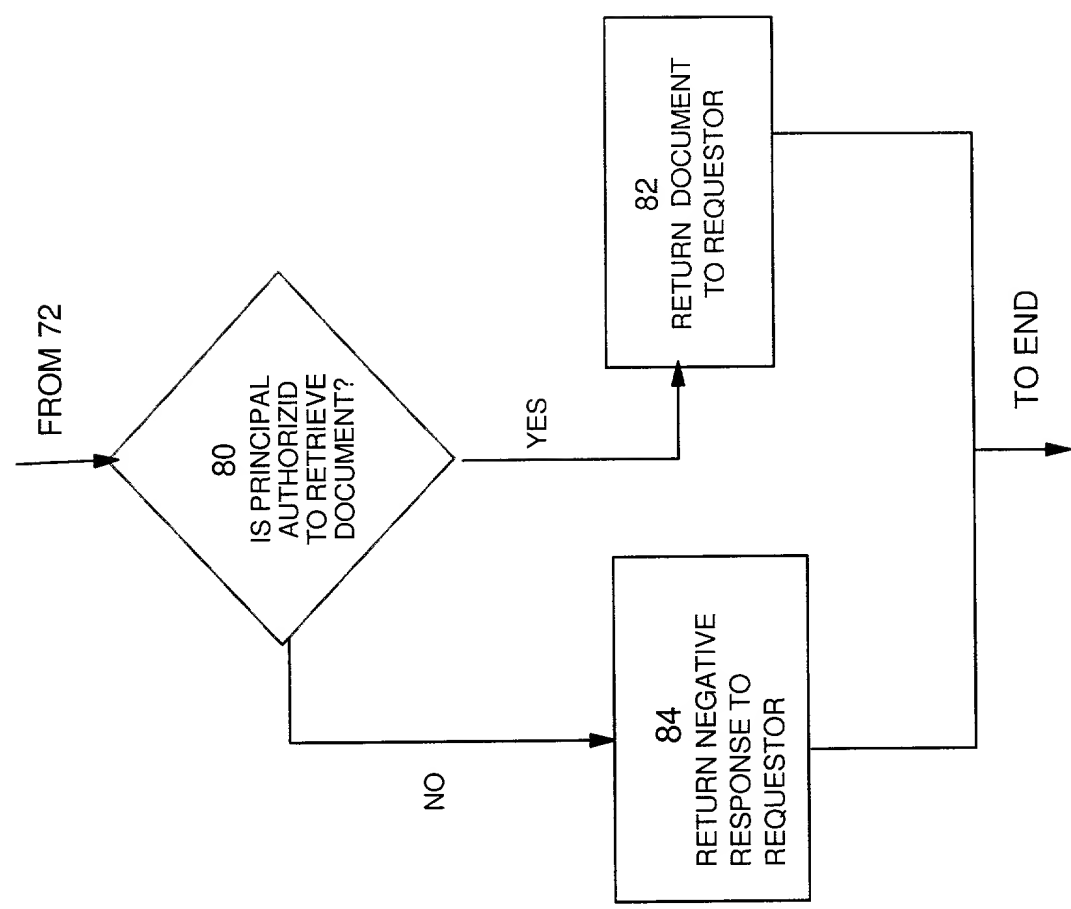 FROM 72
80
IS PRINCIPAL
AUTHORIZID
TO RETRIEVE
DOCUMENT?
YES
NO
82
RETURN DOCUMENT
TO REQUESTOR
84
RETURN NEGATIVE
RESPONSE TO
REQUESTOR
TO END